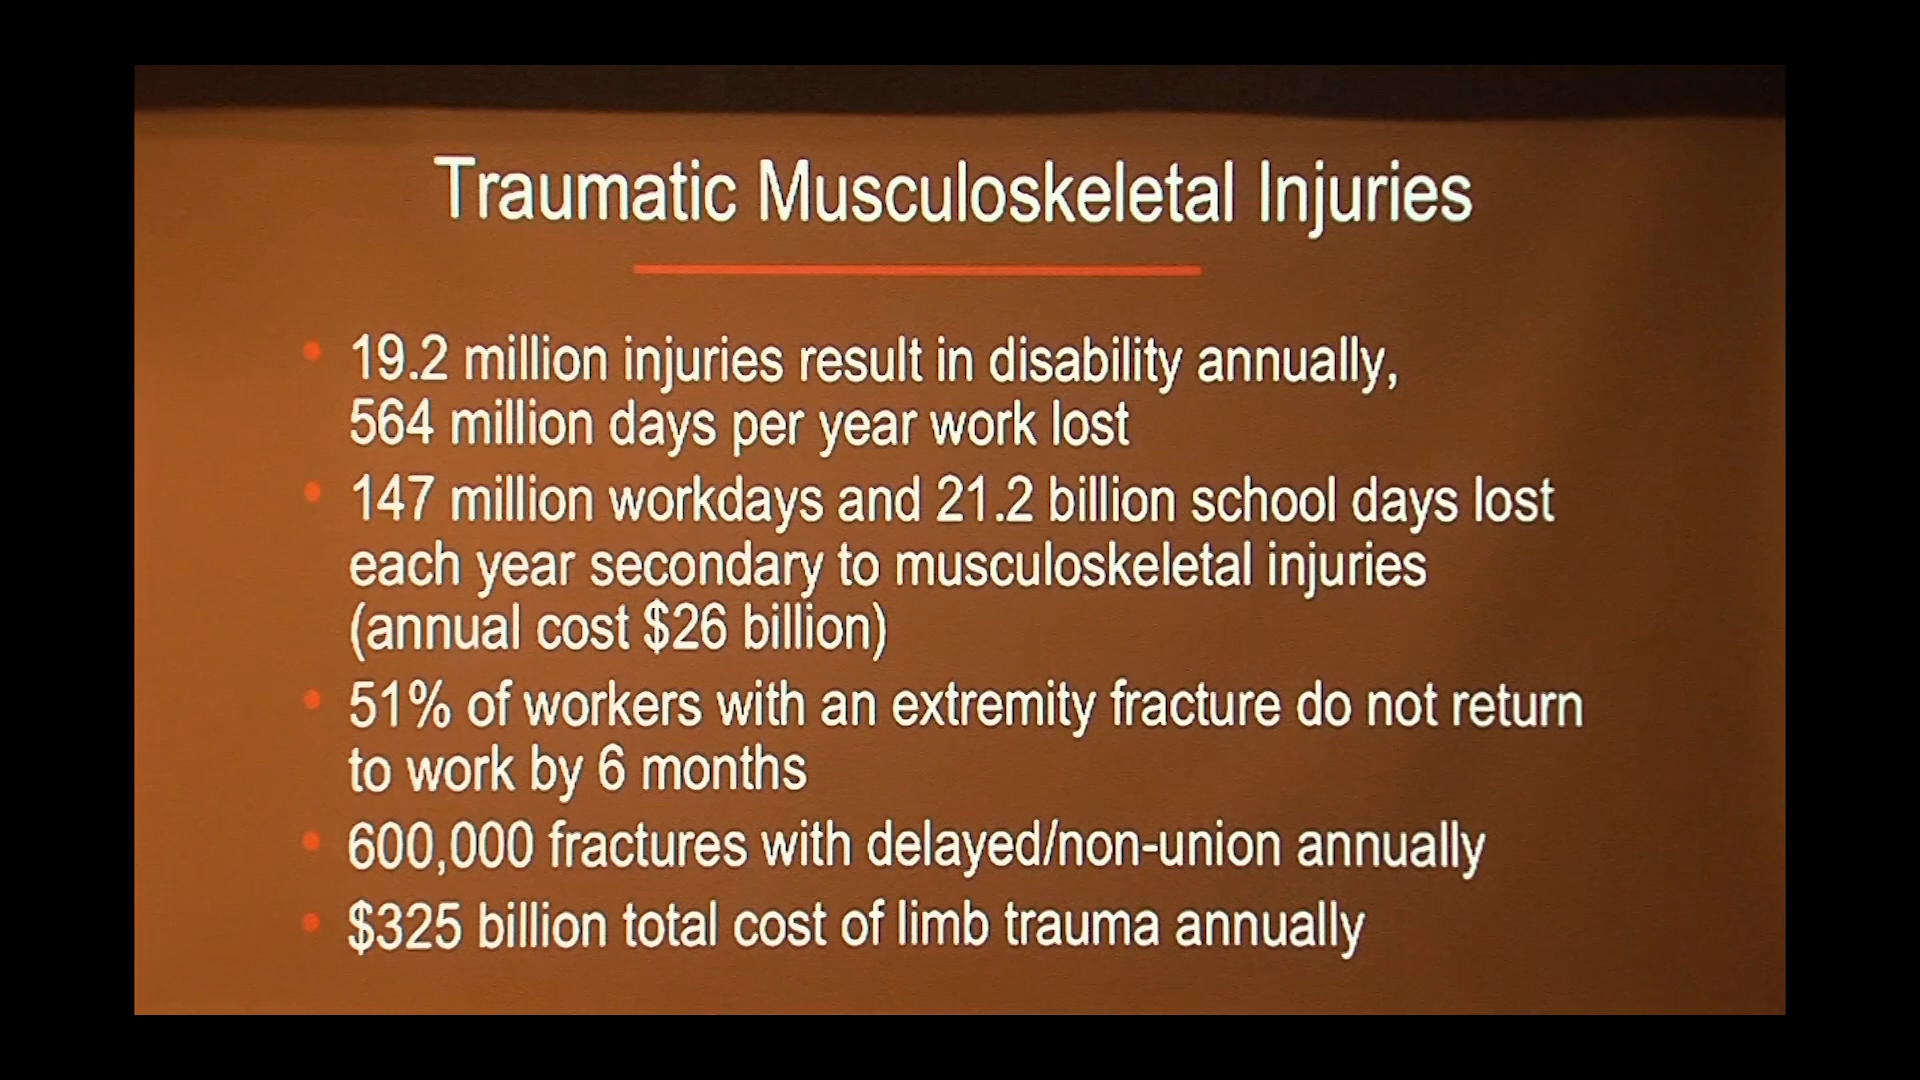 Traumatic Musculoskeletal Injuries
• 19.2 million injuries result in disability annually,
564 million days per year work lost
• 147 million workdays and 21.2 billion school days lost
each year secondary to musculoskeletal injuries
(annual cost $26 billion)
• 51% of workers with an extremity fracture do not return
to work by 6 months
• 600,000 fractures with delayed/non-union annually
• $325 billion total cost of limb trauma annually